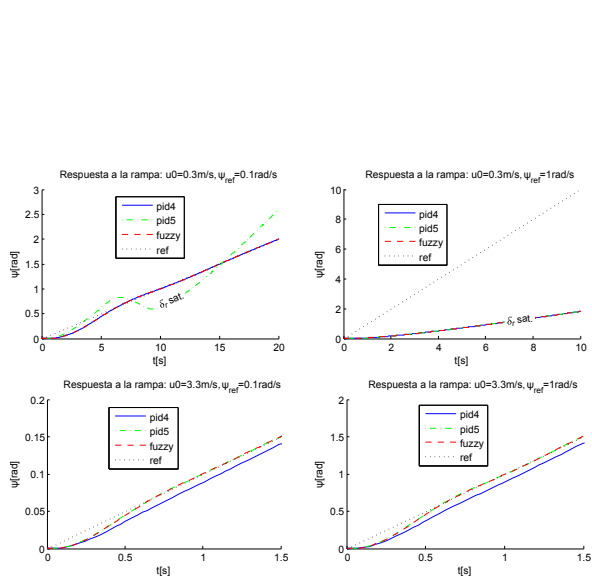 Respuesta a la rampa: u0=0.3m/s, ψref=0.1rad/s
3
2.5
2
1.5
1
0.5
0
0
5
10
15
20
ψ[rad]
t[s]
pid4
pid5
fuzzy
ref
δr sat.
Respuesta a la rampa: u0=0.3m/s, ψref=1rad/s
10
8
6
4
2
0
0
2
4
6
8
10
ψ[rad]
t[s]
pid4
pid5
fuzzy
ref
δr sat.
Respuesta a la rampa: u0=3.3m/s, ψref=0.1rad/s
0.2
0.15
0.1
0.05
0
0
0.5
1
1.5
ψ[rad]
t[s]
pid4
pid5
fuzzy
ref
Respuesta a la rampa: u0=3.3m/s, ψref=1rad/s
2
1.5
1
0.5
0
0
0.5
1
1.5
ψ[rad]
t[s]
pid4
pid5
fuzzy
ref